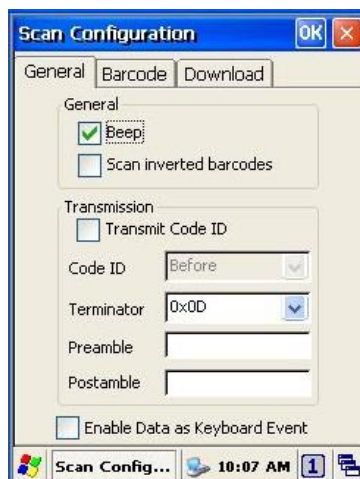 Scan Configuration OK
General Barcode Download
General
Beep
Scan inverted barcodes
Transmission
Transmit Code ID
Code ID Before
Terminator 0x0D
Preamble
Postamble
Enable Data as Keyboard Event
Scan Config... 10:07 AM 1